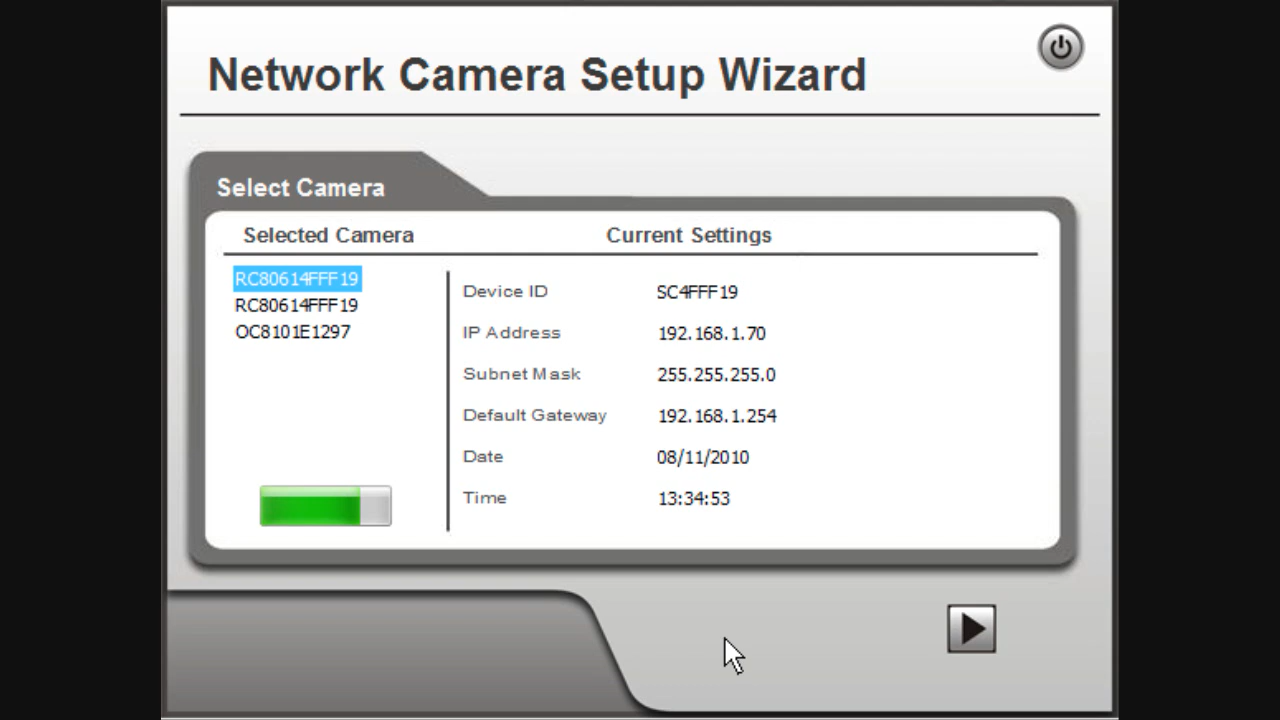 Network Camera Setup Wizard
Select Camera
Selected Camera
Current Settings
RC80614FFF19
RC80614FFF19
OC8101E1297
Device ID SC4FFF19
IP Address 192.168.1.70
Subnet Mask 255.255.255.0
Default Gateway 192.168.1.254
Date 08/11/2010
Time 13:34:53